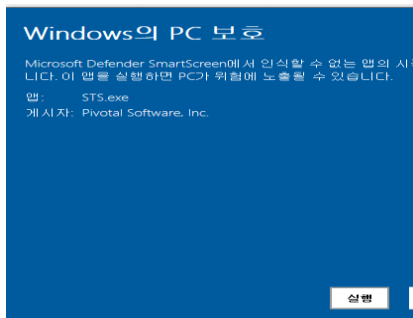 Windows의 PC 보호
Microsoft Defender SmartScreen에서 인식할 수 없는 앱의 시
니다. 이 앱을 실행하면 PC가 위험에 노출될 수 있습니다.
앱: STS.exe
게시자: Pivotal Software, Inc.
실행